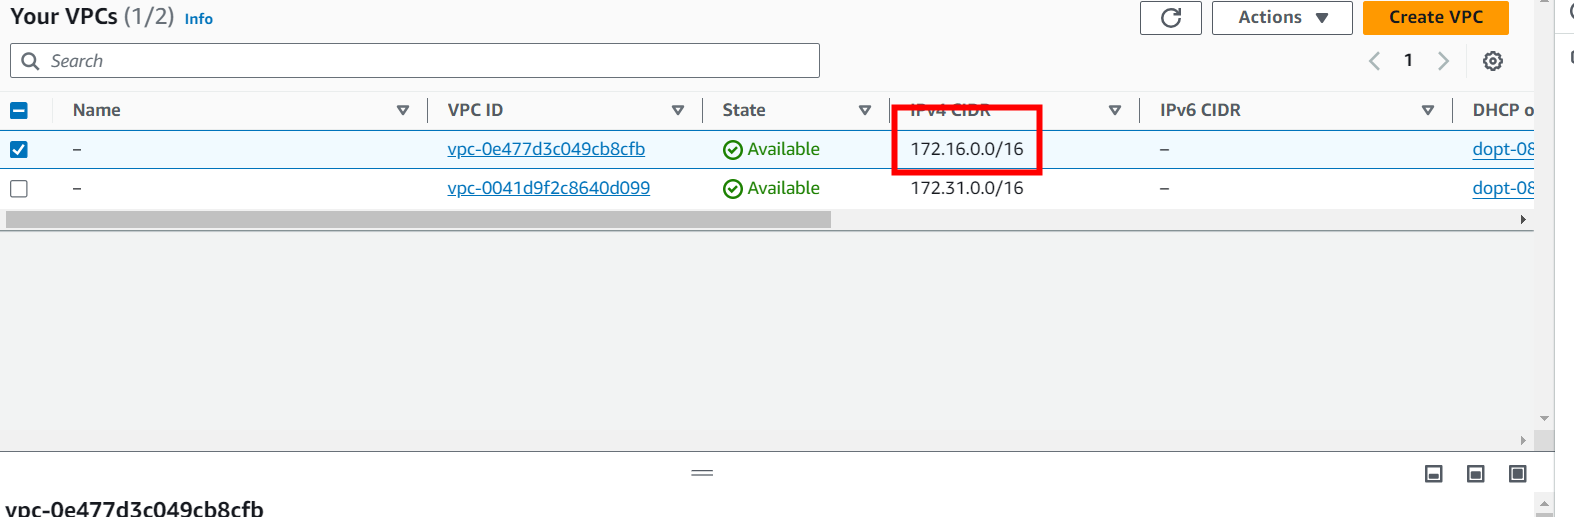 Your VPCs (1/2) Info
Actions
Create VPC
Search
1
Name VPC ID State IPv4 CIDR IPv6 CIDR DHCP o
– vpc-0e477d3c049cb8cfb Available 172.16.0.0/16 – dopt-08
– vpc-0041d9f2c8640d099 Available 172.31.0.0/16 – dopt-08
vpc-0e477d3c049cb8cfb